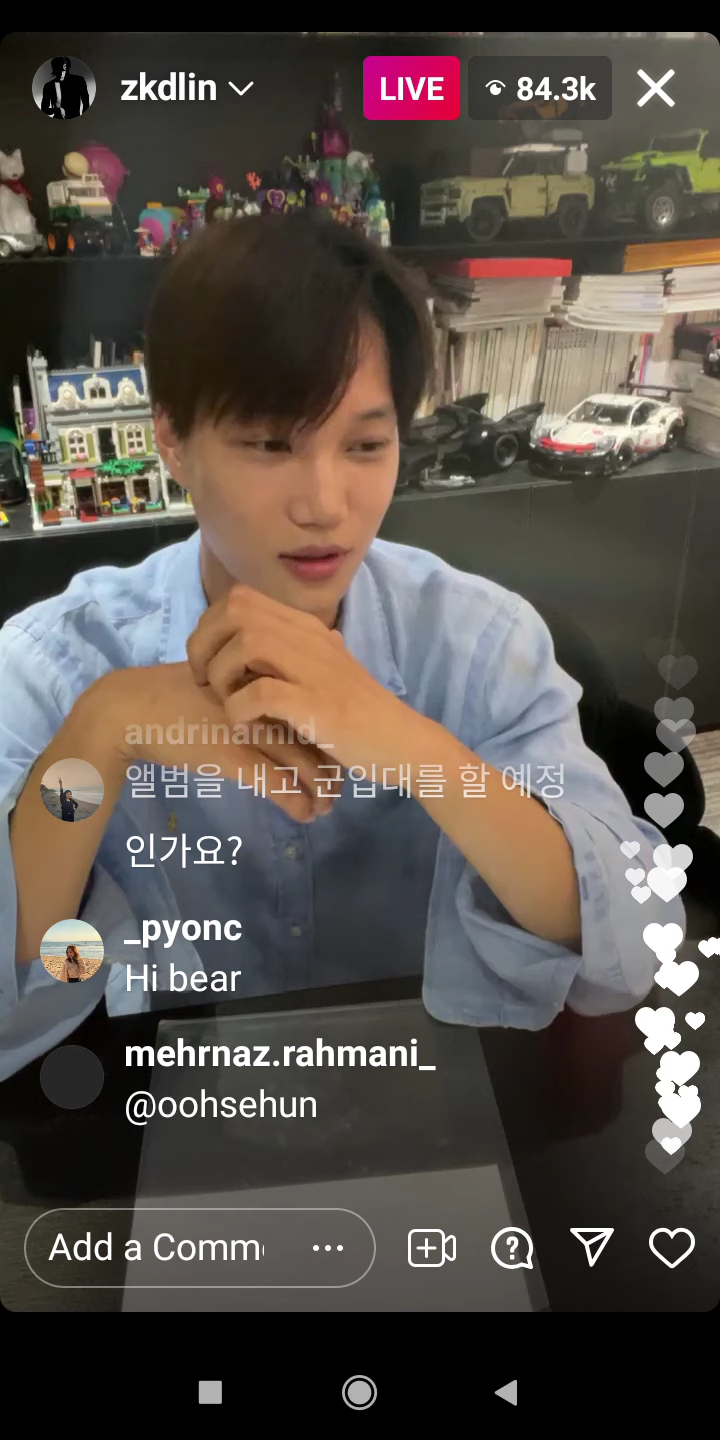 zkdlin
LIVE
84.3k
andrinarnld_
앨범을 내고 군입대를 할 예정
인가요?
_pyonc
Hi bear
mehrnaz.rahmani_
@oohsehun
Add a Comm